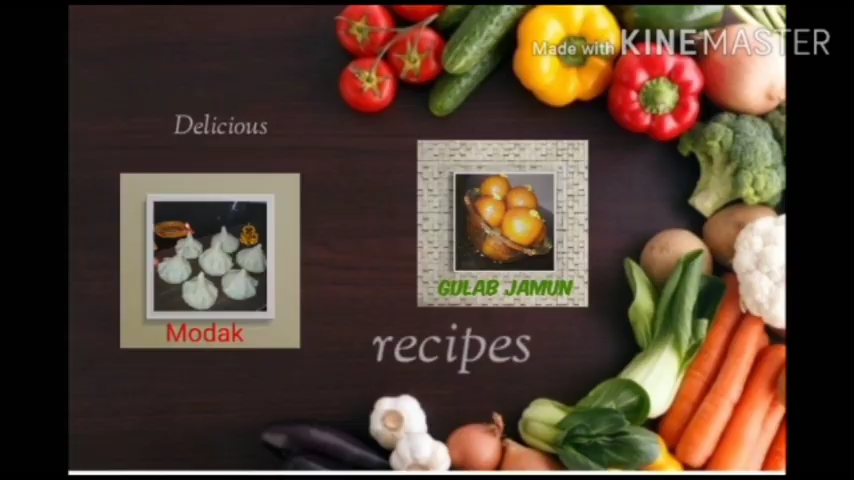 Made with KINEMASTER
Delicious
Modak
GULAB JAMUN
recipes